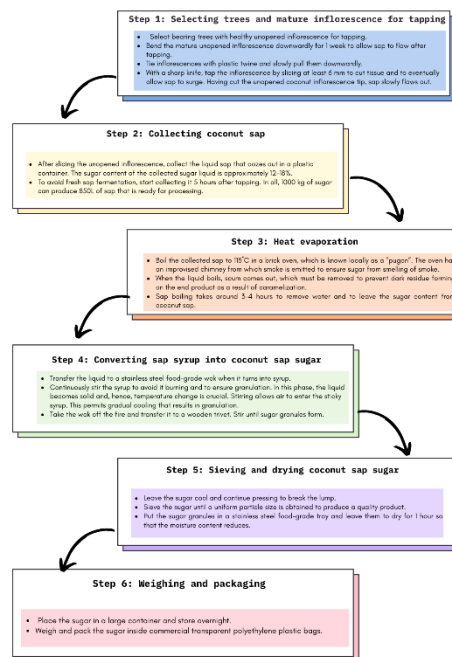 Step 1: Selecting trees and mature inflorescence for tapping
Select bearing trees with healthy unopened inflorescence for tapping.
Bend the mature unopened inflorescence downwardly for 1 week to allow sap to flow after
tapping.
Tie inflorescences with plastic twine and slowly pull them downwardly.
With a sharp knife, tap the inflorescence by slicing at least 6 mm to cut tissue and to eventually
allow sap to surge. Having cut the unopened coconut inflorescence tip, sap slowly flows out.
Step 2: Collecting coconut sap
After slicing the unopened inflorescence, collect the liquid sap that oozes out in a plastic
container. The sugar content of the collected sugar liquid is approximately 12-18%.
To avoid fresh sap fermentation, start collecting it 5 hours after tapping. In all, 1000 kg of sugar
can produce 850L of sap that is ready for processing.
Step 3: Heat evaporation
Boil the collected sap to 115°C in a brick oven, which is known locally as a "pugon". The oven ha
an improvised chimney from which smoke is emitted to ensure sugar from smelling of smoke.
When the liquid boils, scum comes out, which must be removed to prevent dark residue formin
on the end product as a result of caramelization.
Sap boiling takes around 3-4 hours to remove water and to leave the sugar content from
coconut sap.
Step 4: Converting sap syrup into coconut sap sugar
Transfer the liquid to a stainless steel food-grade wok when it turns into syrup.
Continuously stir the syrup to avoid it burning and to ensure granulation. In this phase, the liquid
becomes solid and, hence, temperature change is crucial. Stirring allows air to enter the sticky
syrup. This permits gradual cooling that results in granulation.
Take the wok off the fire and transfer it to a wooden trivet. Stir until sugar granules form.
Step 5: Sieving and drying coconut sap sugar
Leave the sugar cool and continue pressing to break the lump.
Sieve the sugar until a uniform particle size is obtained to produce a quality product.
Put the sugar granules in a stainless steel food-grade tray and leave them to dry for 1 hour so
that the moisture content reduces.
Step 6: Weighing and packaging
Place the sugar in a large container and store overnight.
Weigh and pack the sugar inside commercial transparent polyethylene plastic bags.